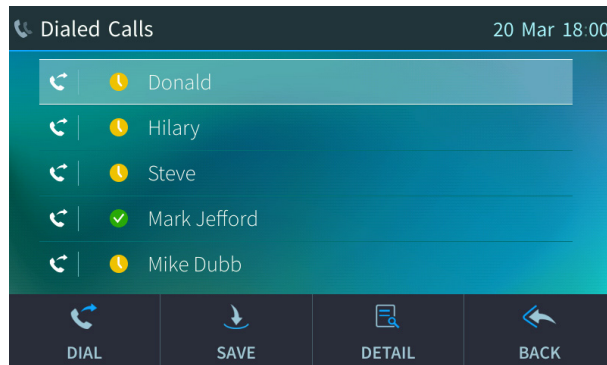 Dialed Calls 20 Mar 18:00
Donald
Hilary
Steve
Mark Jefford
Mike Dubb
DIAL SAVE DETAIL BACK